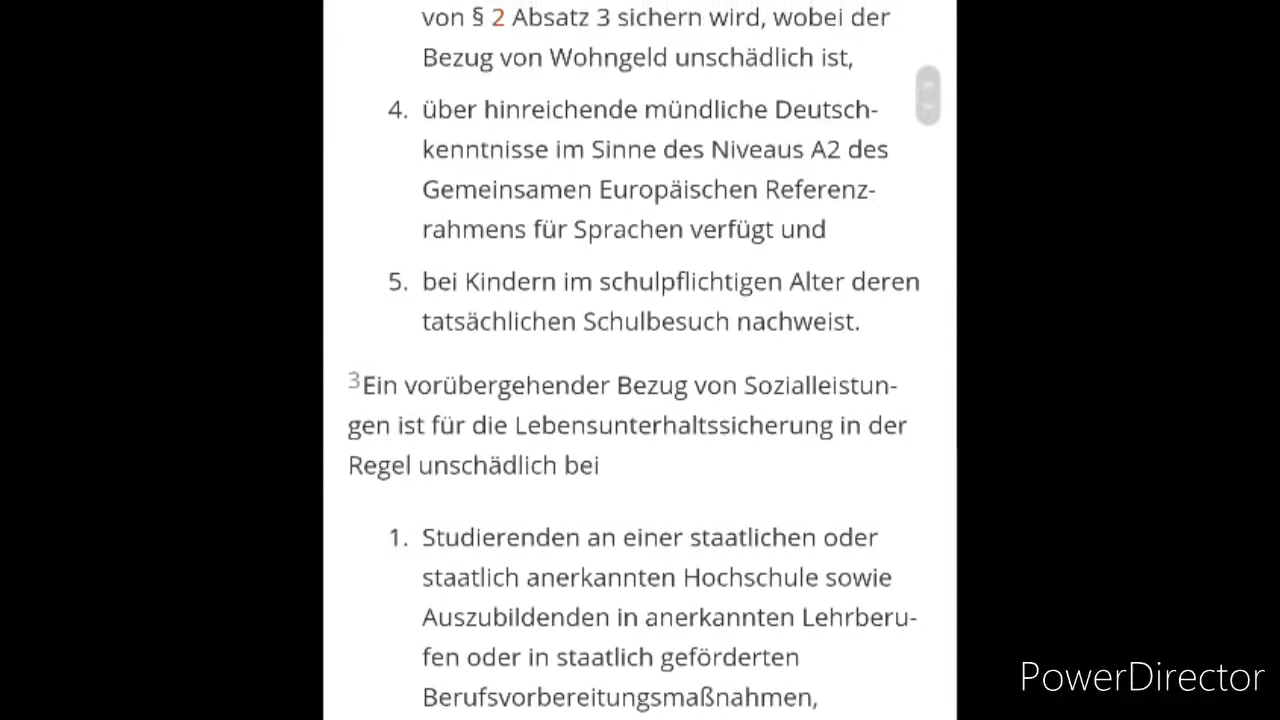 von § 2 Absatz 3 sichern wird, wobei der
Bezug von Wohngeld unschädlich ist,
4. über hinreichende mündliche Deutsch-
kenntnisse im Sinne des Niveaus A2 des
Gemeinsamen Europäischen Referenz-
rahmens für Sprachen verfügt und
5. bei Kindern im schulpflichtigen Alter deren
tatsächlichen Schulbesuch nachweist.
3Ein vorübergehender Bezug von Sozialleistun-
gen ist für die Lebensunterhaltssicherung in der
Regel unschädlich bei
1. Studierenden an einer staatlichen oder
staatlich anerkannten Hochschule sowie
Auszubildenden in anerkannten Lehrberu-
fen oder in staatlich geförderten
Berufsvorbereitungsmaßnahmen,
PowerDirector